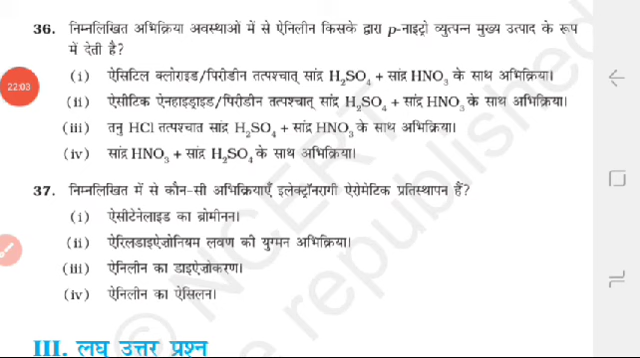 36. निम्नलिखित अभिक्रिया अवस्थाओं में से ऐनिलीन किसके द्वारा p-नाइट्रो व्युत्पन्न मुख्य उत्पाद के रूप
में देती है?
(i) ऐसिटिल क्लोराइड/पिरीडीन तत्पश्चात् सांद्र H₂SO₄ + सांद्र HNO₃ के साथ अभिक्रिया।
22:03
(ii) ऐसीटिक ऐनहाइड्राइड/पिरीडीन तत्पश्चात् सांद्र H₂SO₄ + सांद्र HNO₃ के साथ अभिक्रिया।
(iii) तनु HCl तत्पश्चात सांद्र H₂SO₄ + सांद्र HNO₃ के साथ अभिक्रिया।
(iv) सांद्र HNO₃ + सांद्र H₂SO₄ के साथ अभिक्रिया।
37. निम्नलिखित में से कौन-सी अभिक्रियाएँ इलेक्ट्रॉनरागी ऐरोमेटिक प्रतिस्थापन हैं?
(i) ऐसीटेनेलाइड का ब्रोमीनन।
(ii) ऐरिलडाइऐज़ोनियम लवण की युग्मन अभिक्रिया।
(iii) ऐनिलीन का डाइऐज़ोकरण।
(iv) ऐनिलीन का ऐसिलन।
III. लघु उत्तर प्रश्न
© NCERT
republished